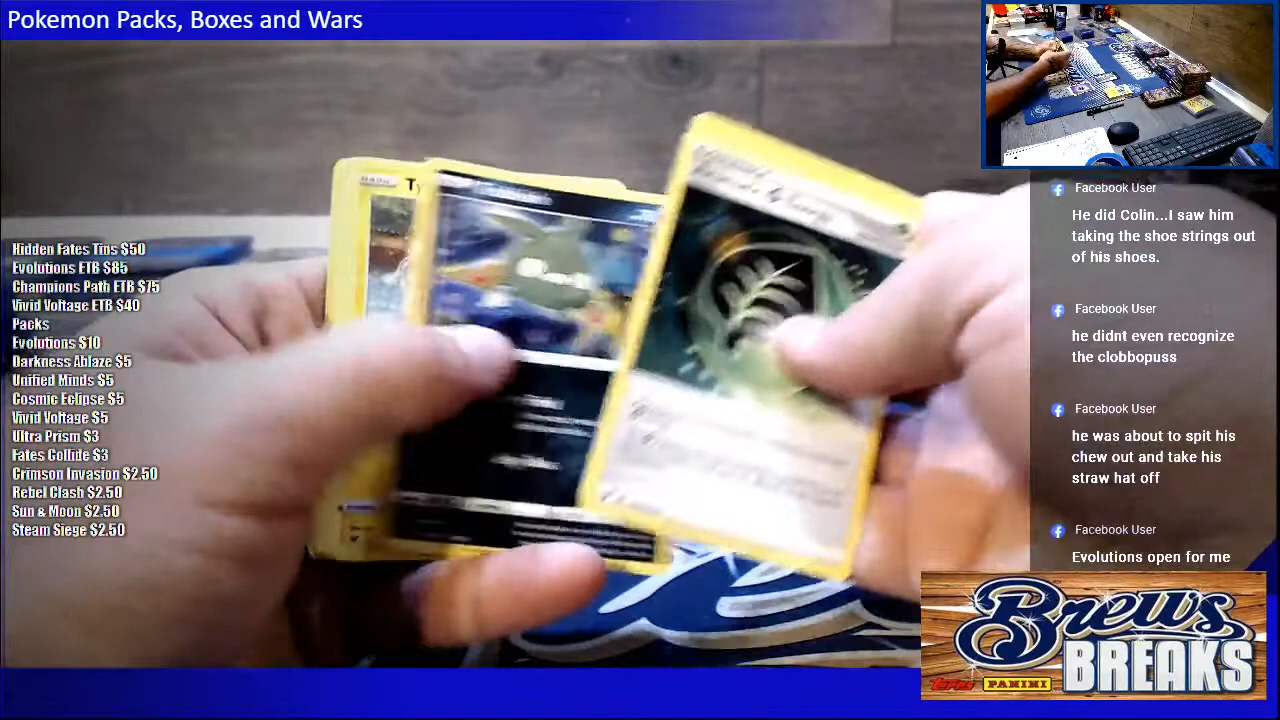 Pokemon Packs, Boxes and Wars
Hidden Fates Tins $50
Evolutions ETB $85
Champions Path ETB $75
Vivid Voltage ETB $40
Packs
Evolutions $10
Darkness Ablaze $5
Unified Minds $5
Cosmic Eclipse $5
Vivid Voltage $5
Ultra Prism $3
Fates Collide $3
Crimson Invasion $2.50
Rebel Clash $2.50
Sun & Moon $2.50
Steam Siege $2.50
Ty
Facebook User
He did Colin...I saw him
taking the shoe strings out
of his shoes.
Facebook User
he didnt even recognize
the clobbopuss
Facebook User
he was about to spit his
chew out and take his
straw hat off
Facebook User
Evolutions open for me
Brews
BREAKS
TOPPS PANINI